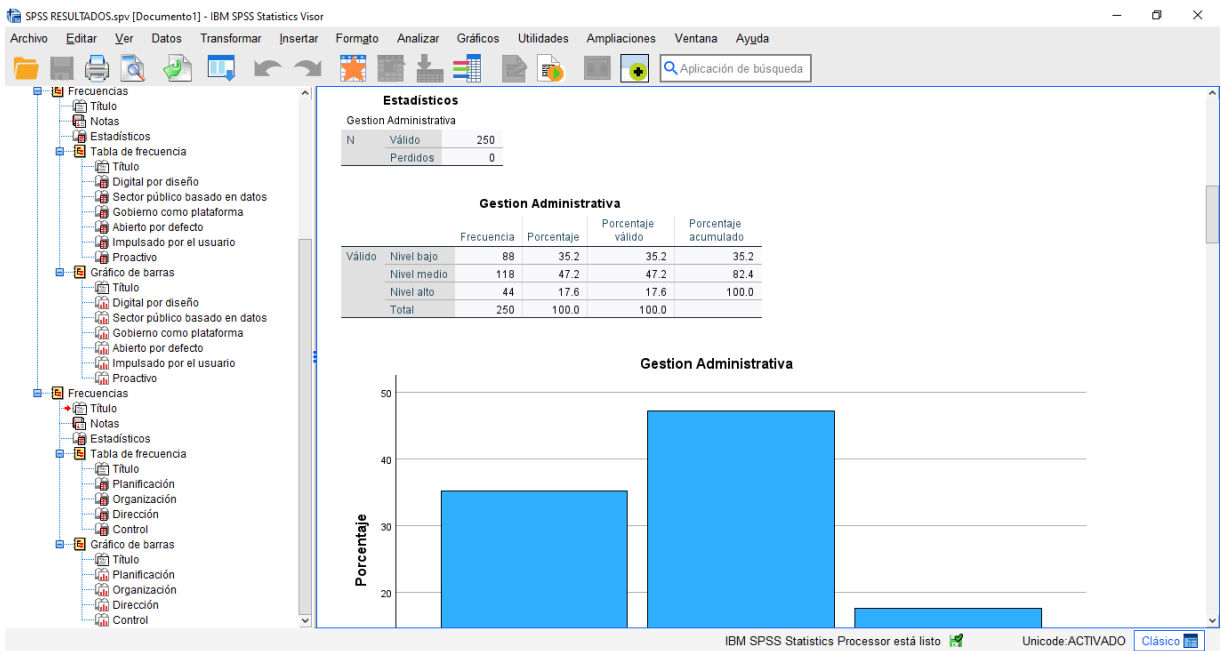 SPSS RESULTADOS.spv [Documento1] - IBM SPSS Statistics Visor
Archivo Editar Ver Datos Transformar Insertar Formato Analizar Gráficos Utilidades Ampliaciones Ventana Ayuda
Aplicación de búsqueda
Frecuencias
Título
Notas
Estadísticos
Tabla de frecuencia
Título
Digital por diseño
Sector público basado en datos
Gobierno como plataforma
Abierto por defecto
Impulsado por el usuario
Proactivo
Gráfico de barras
Título
Digital por diseño
Sector público basado en datos
Gobierno como plataforma
Abierto por defecto
Impulsado por el usuario
Proactivo
Frecuencias
Título
Notas
Estadísticos
Tabla de frecuencia
Título
Planificación
Organización
Dirección
Control
Gráfico de barras
Título
Planificación
Organización
Dirección
Control
Estadísticos
Gestion Administrativa
N Válido 250
Perdidos 0
Gestion Administrativa
Frecuencia Porcentaje Porcentaje válido Porcentaje acumulado
Válido Nivel bajo 88 35.2 35.2 35.2
Nivel medio 118 47.2 47.2 82.4
Nivel alto 44 17.6 17.6 100.0
Total 250 100.0 100.0
Gestion Administrativa
Porcentaje
50
40
30
20
IBM SPSS Statistics Processor está listo Unicode:ACTIVADO Clásico